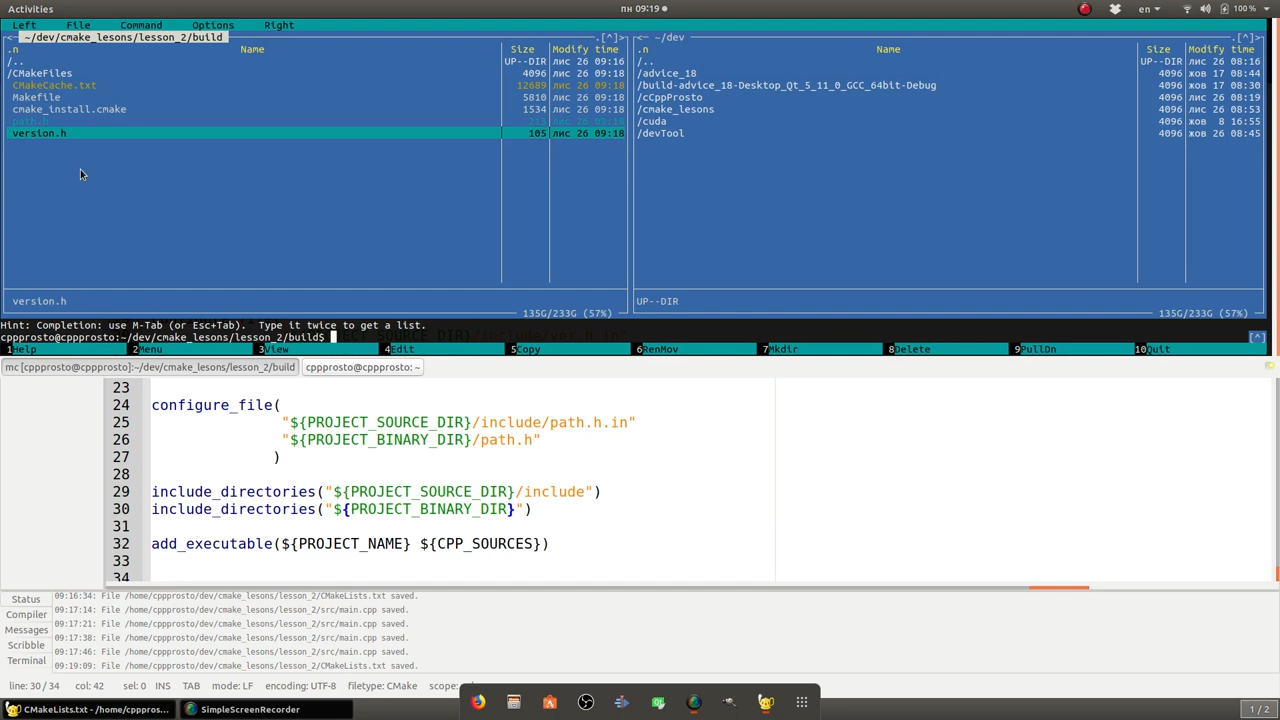 Activities
пн 09:19
en
100 %
Left File Command Options Right
<─ ~/dev/cmake_lesons/lesson_2/build .[^]>
.n Name Size Modify time
/.. UP--DIR лис 26 09:16
/CMakeFiles 4096 лис 26 09:18
CMakeCache.txt 12689 лис 26 09:18
Makefile 5810 лис 26 09:18
cmake_install.cmake 1534 лис 26 09:18
path.h 213 лис 26 09:18
version.h 105 лис 26 09:18
version.h
135G/233G (57%)
<─ ~/dev .[^]>
.n Name Size Modify time
/.. UP--DIR лис 26 08:16
/advice_18 4096 жов 17 08:44
/build-advice_18-Desktop_Qt_5_11_0_GCC_64bit-Debug 4096 жов 17 08:30
/cCppProsto 4096 лис 26 08:19
/cmake_lesons 4096 лис 26 08:53
/cuda 4096 жов 8 16:55
/devTool 4096 жов 26 08:45
UP--DIR
135G/233G (57%)
Hint: Completion: use M-Tab (or Esc+Tab). Type it twice to get a list.
cppprosto@cppprosto:~/dev/cmake_lesons/lesson_2/build$
[^]
1Help 2Menu 3View 4Edit 5Copy 6RenMov 7Mkdir 8Delete 9PullDn 10Quit
mc [cppprosto@cppprosto]:~/dev/cmake_lesons/lesson_2/build
cppprosto@cppprosto: ~
23
24 configure_file(
25 "${PROJECT_SOURCE_DIR}/include/path.h.in"
26 "${PROJECT_BINARY_DIR}/path.h"
27 )
28
29 include_directories("${PROJECT_SOURCE_DIR}/include")
30 include_directories("${PROJECT_BINARY_DIR}")
31
32 add_executable(${PROJECT_NAME} ${CPP_SOURCES})
33
34
Status
Compiler
Messages
Scribble
Terminal
09:16:34: File /home/cppprosto/dev/cmake_lesons/lesson_2/CMakeLists.txt saved.
09:17:14: File /home/cppprosto/dev/cmake_lesons/lesson_2/src/main.cpp saved.
09:17:21: File /home/cppprosto/dev/cmake_lesons/lesson_2/src/main.cpp saved.
09:17:38: File /home/cppprosto/dev/cmake_lesons/lesson_2/src/main.cpp saved.
09:17:46: File /home/cppprosto/dev/cmake_lesons/lesson_2/src/main.cpp saved.
09:19:09: File /home/cppprosto/dev/cmake_lesons/lesson_2/CMakeLists.txt saved.
line: 30 / 34 col: 42 sel: 0 INS TAB mode: LF encoding: UTF-8 filetype: CMake scope:
CMakeLists.txt - /home/cpppros...
SimpleScreenRecorder
1 / 2